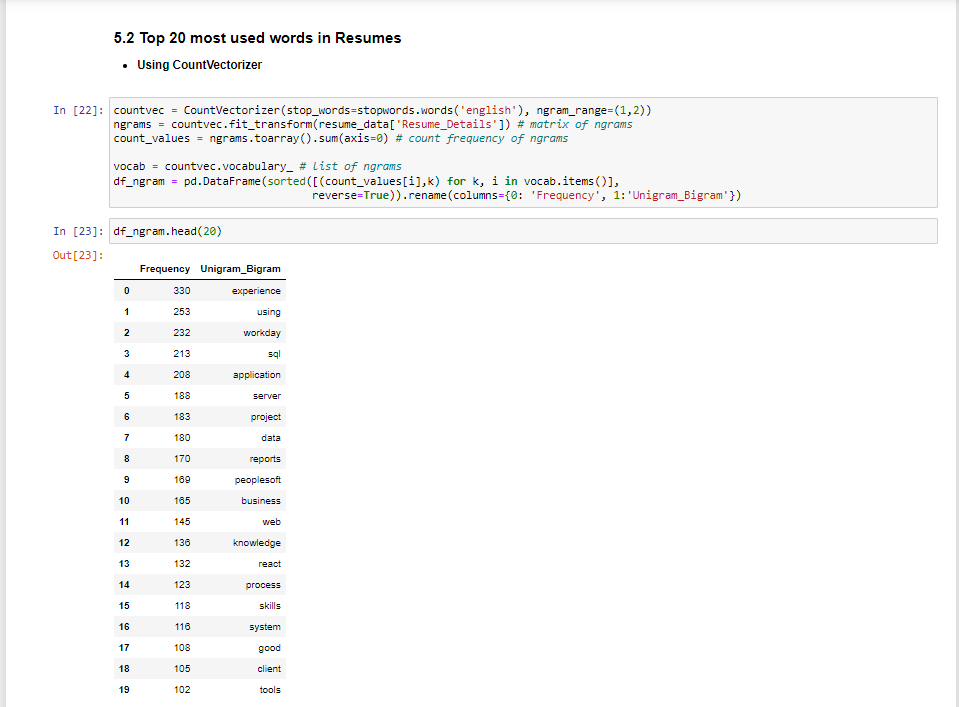 5.2 Top 20 most used words in Resumes
• Using CountVectorizer
In [22]: countvec = CountVectorizer(stop_words=stopwords.words('english'), ngram_range=(1,2))
ngrams = countvec.fit_transform(resume_data['Resume_Details']) # matrix of ngrams
count_values = ngrams.toarray().sum(axis=0) # count frequency of ngrams
vocab = countvec.vocabulary_ # list of ngrams
df_ngram = pd.DataFrame(sorted([(count_values[i],k) for k, i in vocab.items()],
reverse=True)).rename(columns={0: 'Frequency', 1:'Unigram_Bigram'})
In [23]: df_ngram.head(20)
Out[23]:
Frequency Unigram_Bigram
0 330 experience
1 253 using
2 232 workday
3 213 sql
4 208 application
5 188 server
6 183 project
7 180 data
8 170 reports
9 169 peoplesoft
10 165 business
11 145 web
12 136 knowledge
13 132 react
14 123 process
15 118 skills
16 116 system
17 108 good
18 105 client
19 102 tools